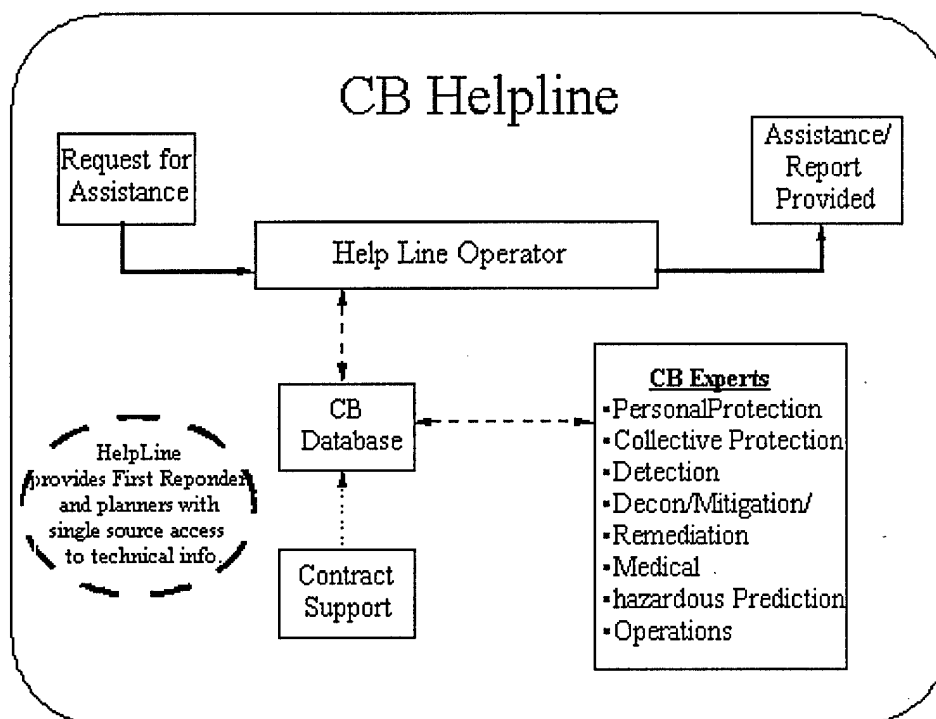 CB Helpline
Request for
Assistance
Assistance/
Report
Provided
Help Line Operator
CB
Database
CB Experts
▪PersonalProtection
▪Collective Protection
▪Detection
▪Decon/Mitigation/
▪Remediation
▪Medical
▪hazardous Prediction
▪Operations
HelpLine
provides First Reponder
and planners with
single source access
to technical info.
Contract
Support